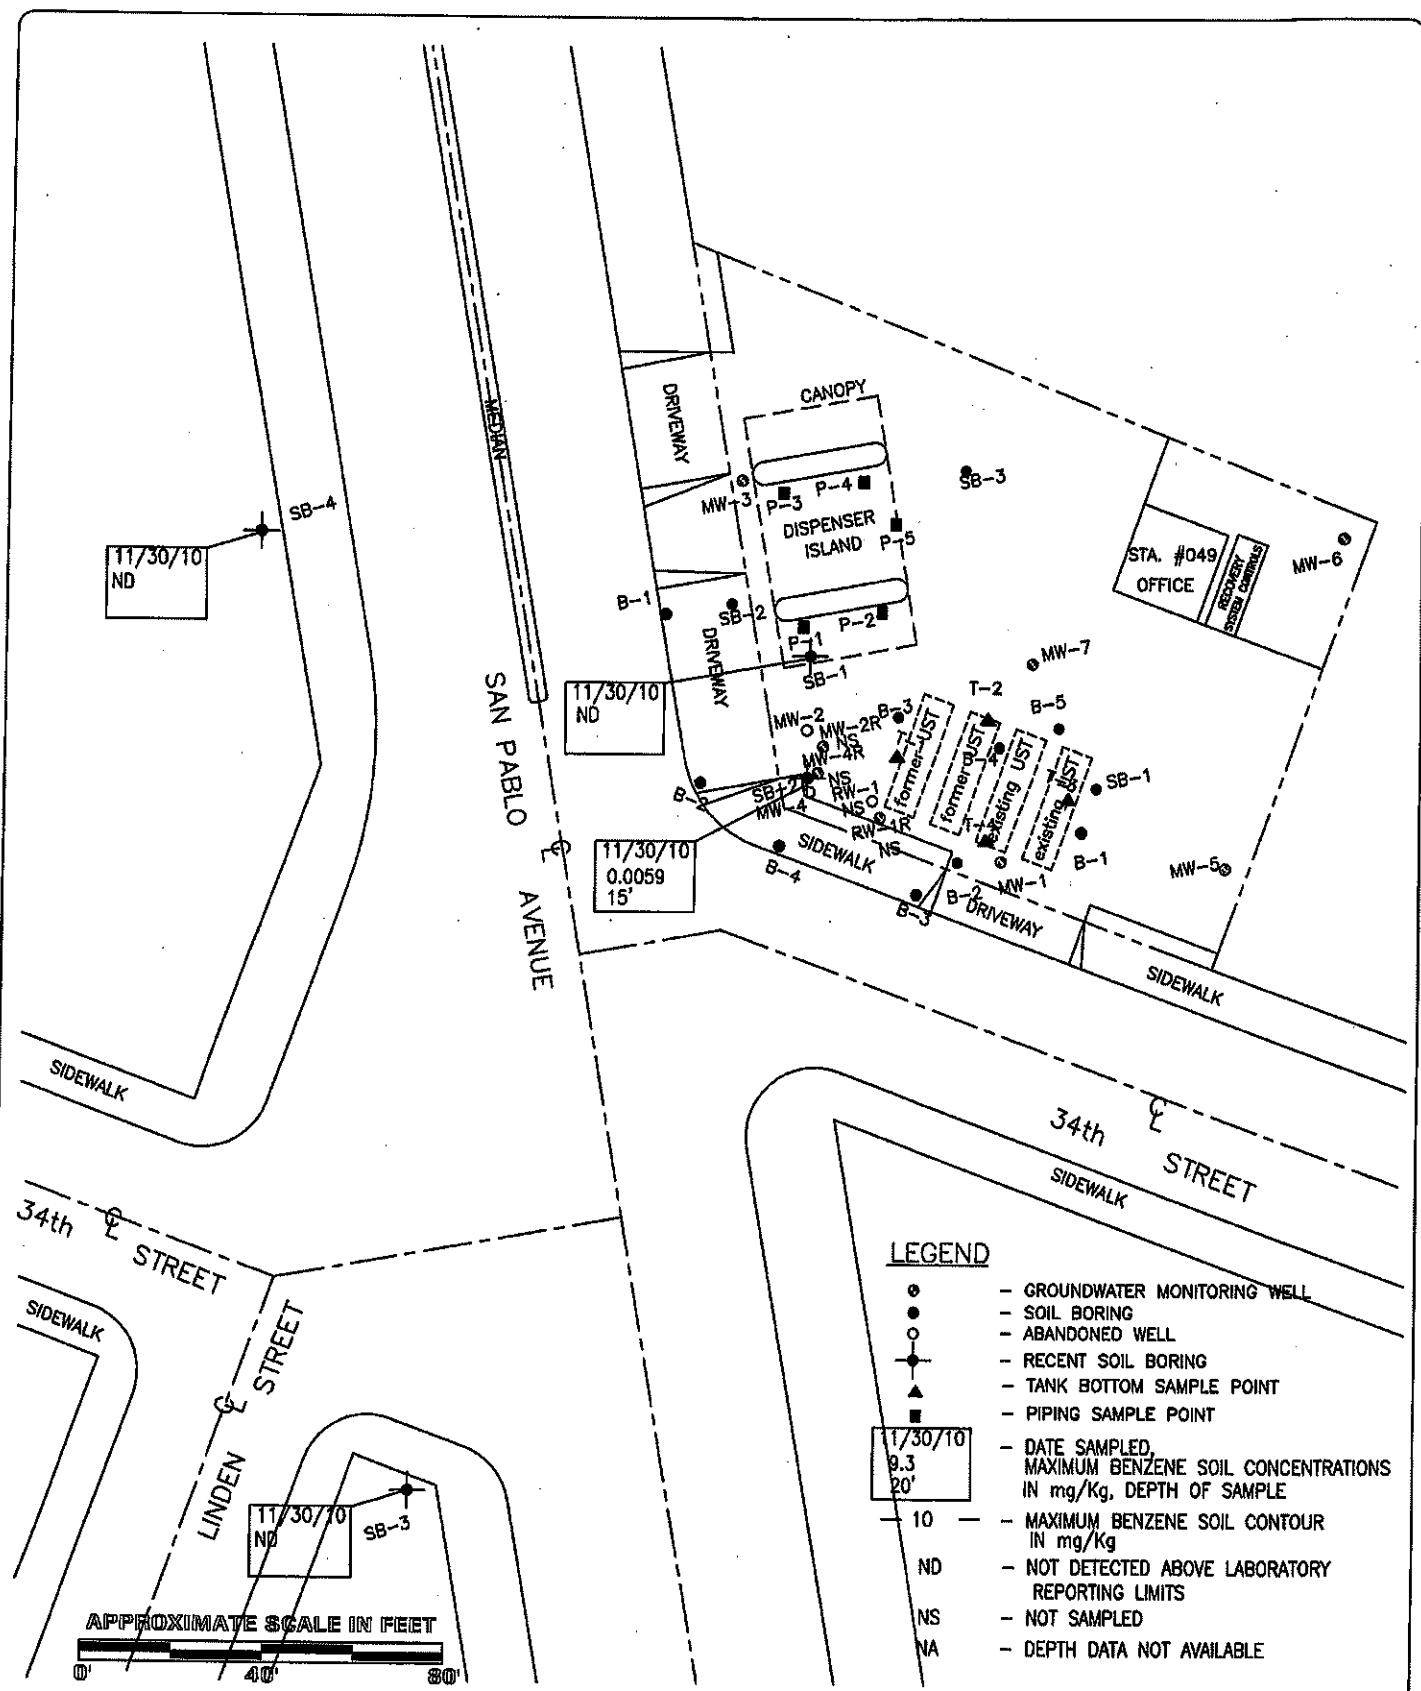 CANOPY
DRIVEWAY
MEDIAN
SB-4
11/30/10
ND
MW-3
P-3
P-4
SB-3
DISPENSER
ISLAND
P-5
STA. #049
OFFICE
RECOVERY
SYSTEM CONTROLS
MW-6
B-1
SB-2
P-1
P-2
DRIVEWAY
SB-1
MW-7
11/30/10
ND
SAN PABLO
AVENUE
MW-2
MW-2R
NS
B-3
T-2
B-5
MW-4R
NS
former UST
former UST
B-4
existing UST
existing UST
SB-1
B-2
SB-2
MW-4
RW-1
NS
RW-1R
NS
T-4
11/30/10
0.0059
15'
SIDEWALK
B-4
B-3
B-2
MW-1
B-1
MW-5
DRIVEWAY
SIDEWALK
SIDEWALK
34th
STREET
SIDEWALK
34th
STREET
SIDEWALK
LINDEN
STREET
11/30/10
ND
SB-3
LEGEND
- GROUNDWATER MONITORING WELL
- SOIL BORING
- ABANDONED WELL
- RECENT SOIL BORING
- TANK BOTTOM SAMPLE POINT
- PIPING SAMPLE POINT
11/30/10
9.3
20'
- DATE SAMPLED,
MAXIMUM BENZENE SOIL CONCENTRATIONS
IN mg/Kg, DEPTH OF SAMPLE
— 10 — - MAXIMUM BENZENE SOIL CONTOUR
IN mg/Kg
ND - NOT DETECTED ABOVE LABORATORY
REPORTING LIMITS
NS - NOT SAMPLED
NA - DEPTH DATA NOT AVAILABLE
APPROXIMATE SCALE IN FEET
0' 40' 80'